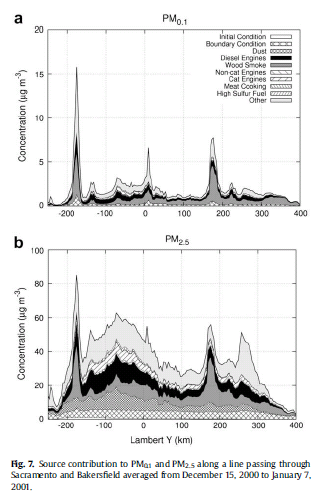 a
PM0.1
Concentration (μg m-3)
20
15
10
5
0
Initial Condition
Boundary Condition
Dust
Diesel Engines
Wood Smoke
Non-cat Engines
Cat Engines
Meat Cooking
High Sulfur Fuel
Other
-200 -100 0 100 200 300 400
b
PM2.5
Concentration (μg m-3)
100
80
60
40
20
0
-200 -100 0 100 200 300 400
Lambert Y (km)
Fig. 7. Source contribution to PM0.1 and PM2.5 along a line passing through
Sacramento and Bakersfield averaged from December 15, 2000 to January 7,
2001.